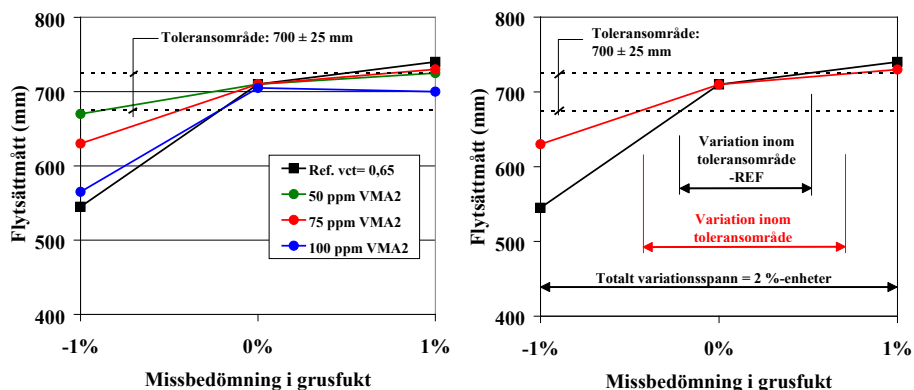 800
700
600
500
400
Flytsättmått (mm)
Toleransområde: 700 ± 25 mm
Ref. vct= 0,65
50 ppm VMA2
75 ppm VMA2
100 ppm VMA2
-1%
0%
1%
Missbedömning i grusfukt
800
700
600
500
400
Flytsättmått (mm)
Toleransområde:
700 ± 25 mm
Variation inom
toleransområde
-REF
Variation inom
toleransområde
Totalt variationsspann = 2 %-enheter
-1%
0%
1%
Missbedömning i grusfukt